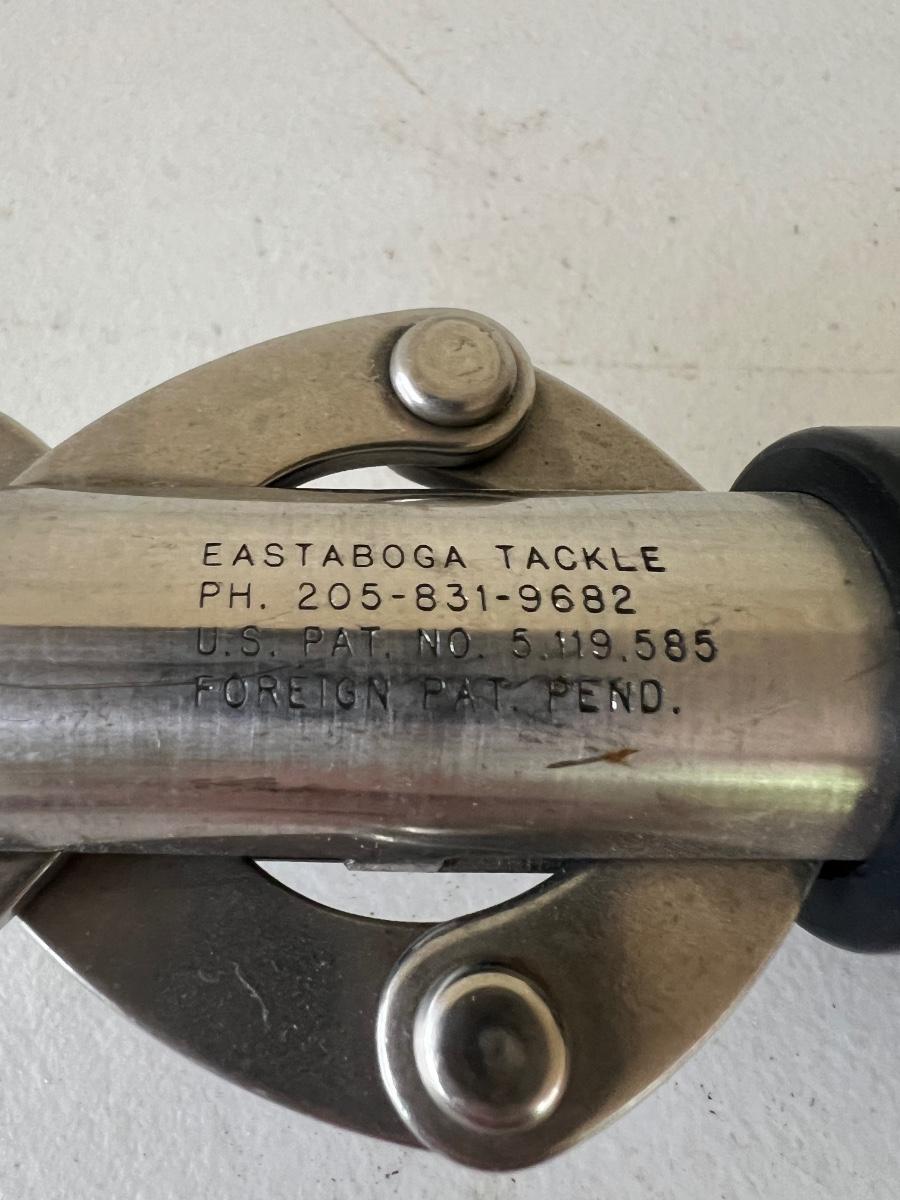 EASTABOGA TACKLE
PH. 205-831-9682
U.S. PAT. NO. 5,119,585
FOREIGN PAT. PEND.